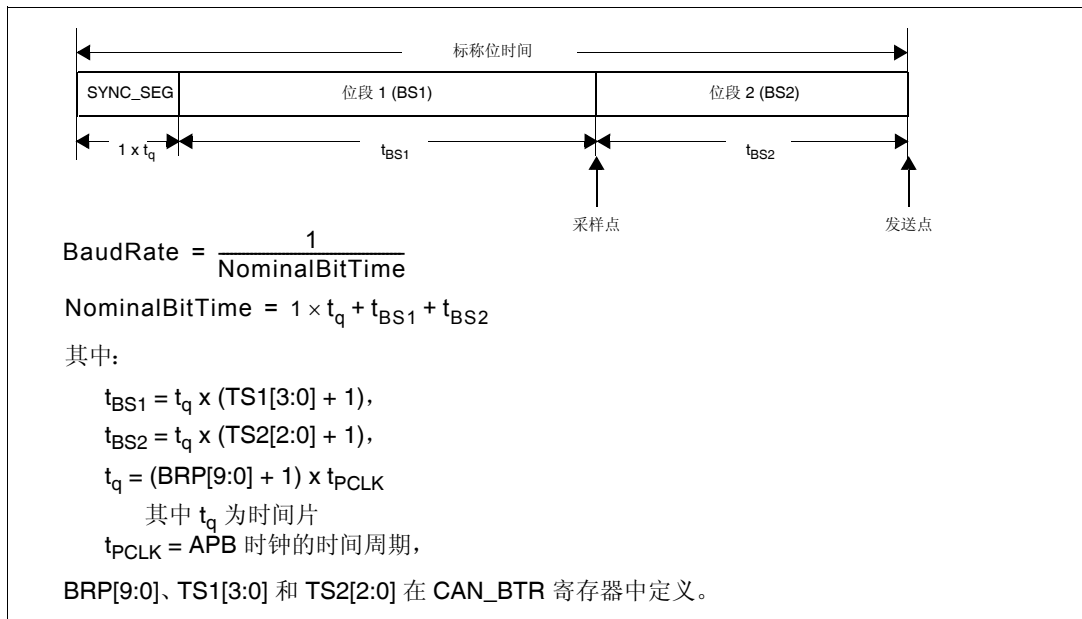 标称位时间
SYNC_SEG 位段 1 (BS1) 位段 2 (BS2)
1 x tq tBS1 tBS2
采样点 发送点
BaudRate = 1 / NominalBitTime
NominalBitTime = 1 × tq + tBS1 + tBS2
其中:
tBS1 = tq x (TS1[3:0] + 1),
tBS2 = tq x (TS2[2:0] + 1),
tq = (BRP[9:0] + 1) x tPCLK
其中 tq 为时间片
tPCLK = APB 时钟的时间周期,
BRP[9:0]、TS1[3:0] 和 TS2[2:0] 在 CAN_BTR 寄存器中定义。